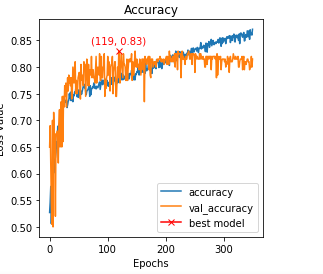 Accuracy
(119, 0.83)
0.85
0.80
0.75
0.70
0.65
0.60
0.55
0.50
Value
accuracy
val_accuracy
best model
0
100
200
300
Epochs